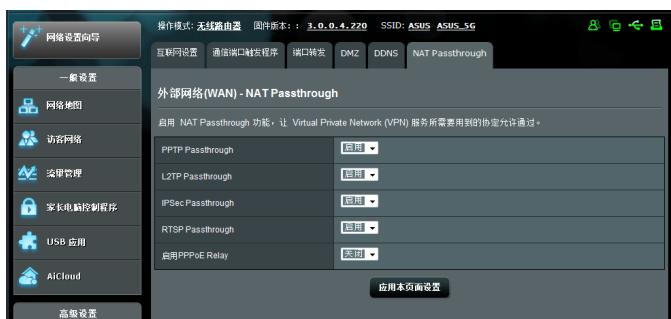 网络设置向导
操作模式: 无线路由器 固件版本: : 3.0.0.4.220 SSID: ASUS ASUS_5G
互联网设置 通信端口触发程序 端口转发 DMZ DDNS NAT Passthrough
一般设置
网络地图
访客网络
流量管理
家长电脑控制程序
USB 应用
AiCloud
高级设置
外部网络(WAN) - NAT Passthrough
启用 NAT Passthrough 功能，让 Virtual Private Network (VPN) 服务所需要用到的协定允许通过。
PPTP Passthrough 启用
L2TP Passthrough 启用
IPSec Passthrough 启用
RTSP Passthrough 启用
启用PPPoE Relay 关闭
应用本页面设置